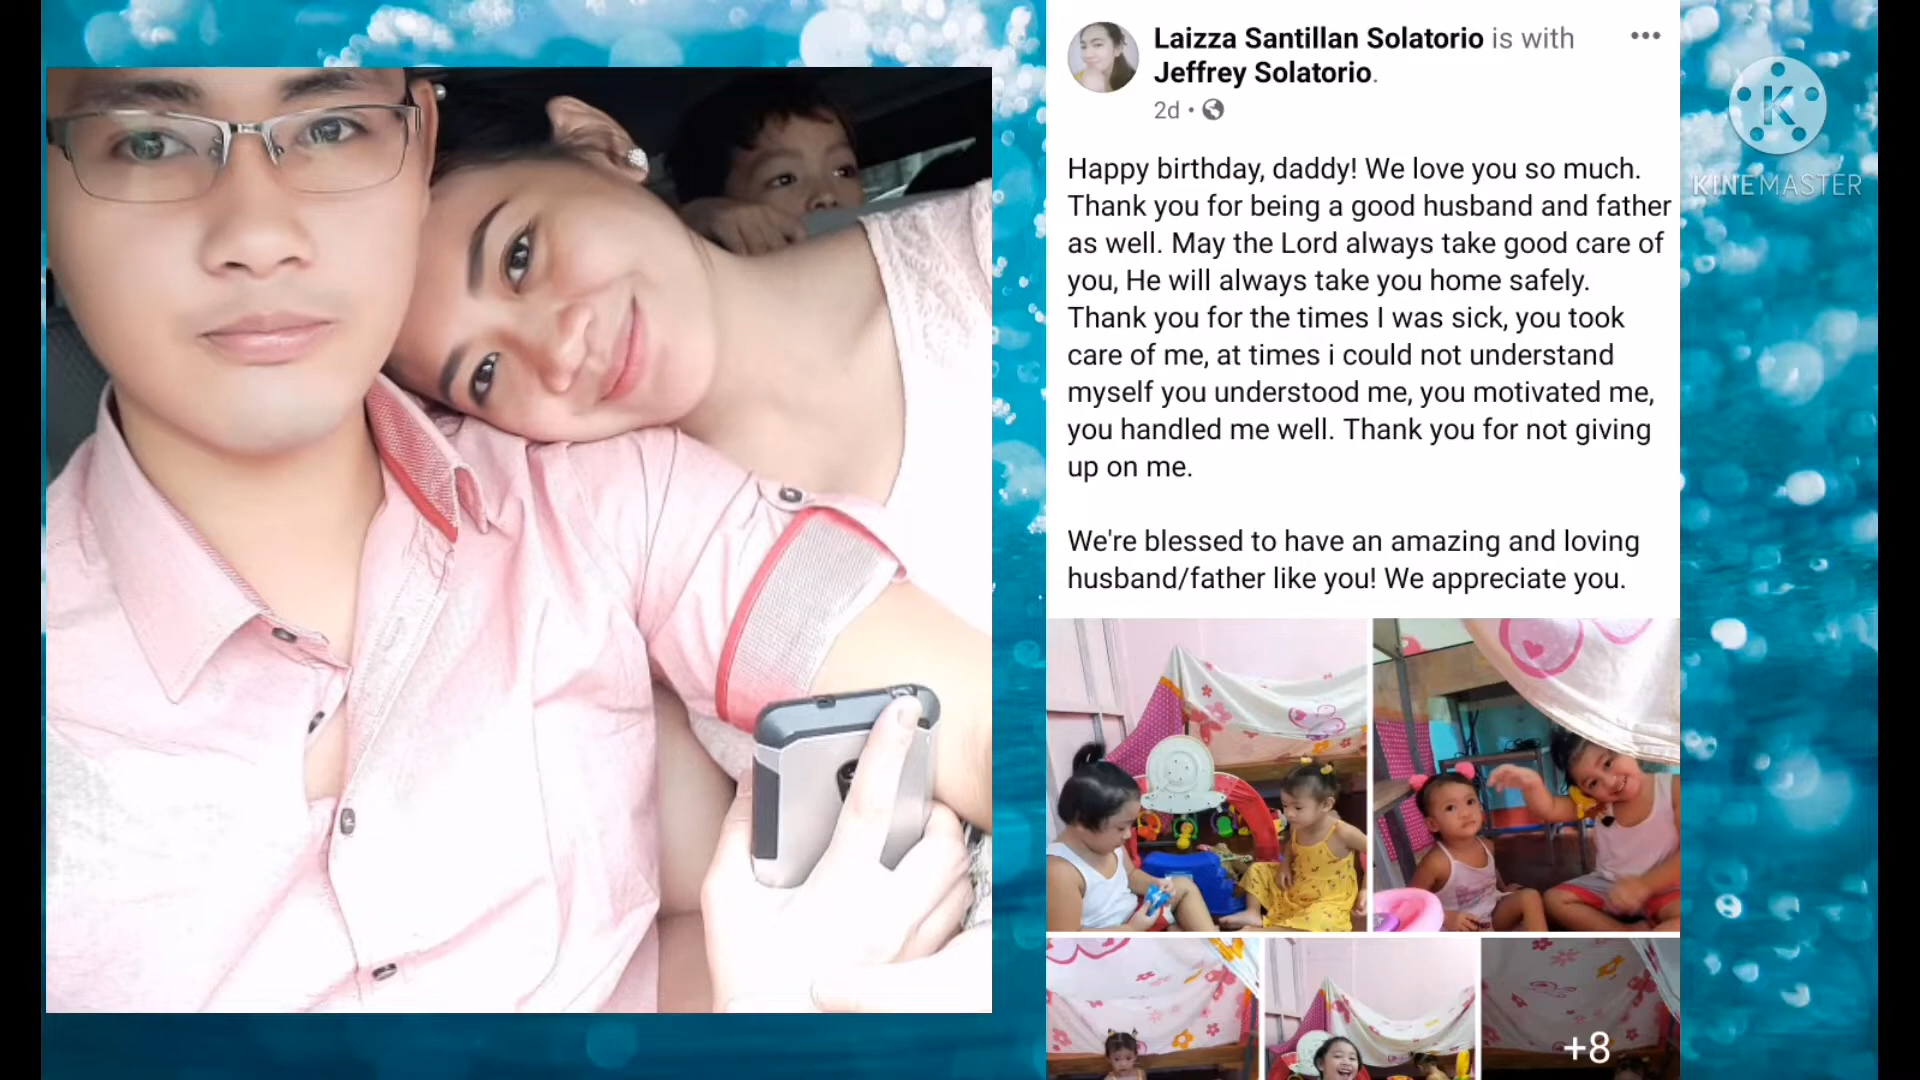 Laizza Santillan Solatorio is with
Jeffrey Solatorio.
2d
Happy birthday, daddy! We love you so much.
Thank you for being a good husband and father
as well. May the Lord always take good care of
you, He will always take you home safely.
Thank you for the times I was sick, you took
care of me, at times i could not understand
myself you understood me, you motivated me,
you handled me well. Thank you for not giving
up on me.
We're blessed to have an amazing and loving
husband/father like you! We appreciate you.
+8
K
KINEMASTER